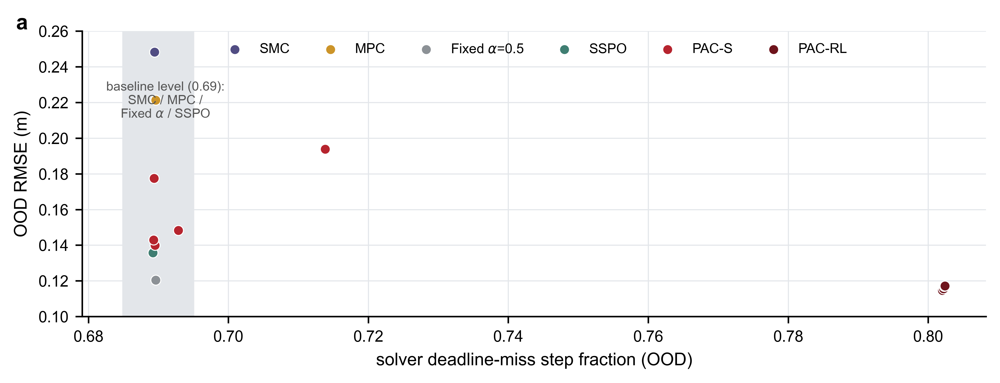 a
0.26
0.24
0.22
0.20
0.18
0.16
0.14
0.12
0.10
OOD RMSE (m)
SMC MPC Fixed α=0.5 SSPO PAC-S PAC-RL
baseline level (0.69):
SMC / MPC /
Fixed α / SSPO
0.68 0.70 0.72 0.74 0.76 0.78 0.80
solver deadline-miss step fraction (OOD)